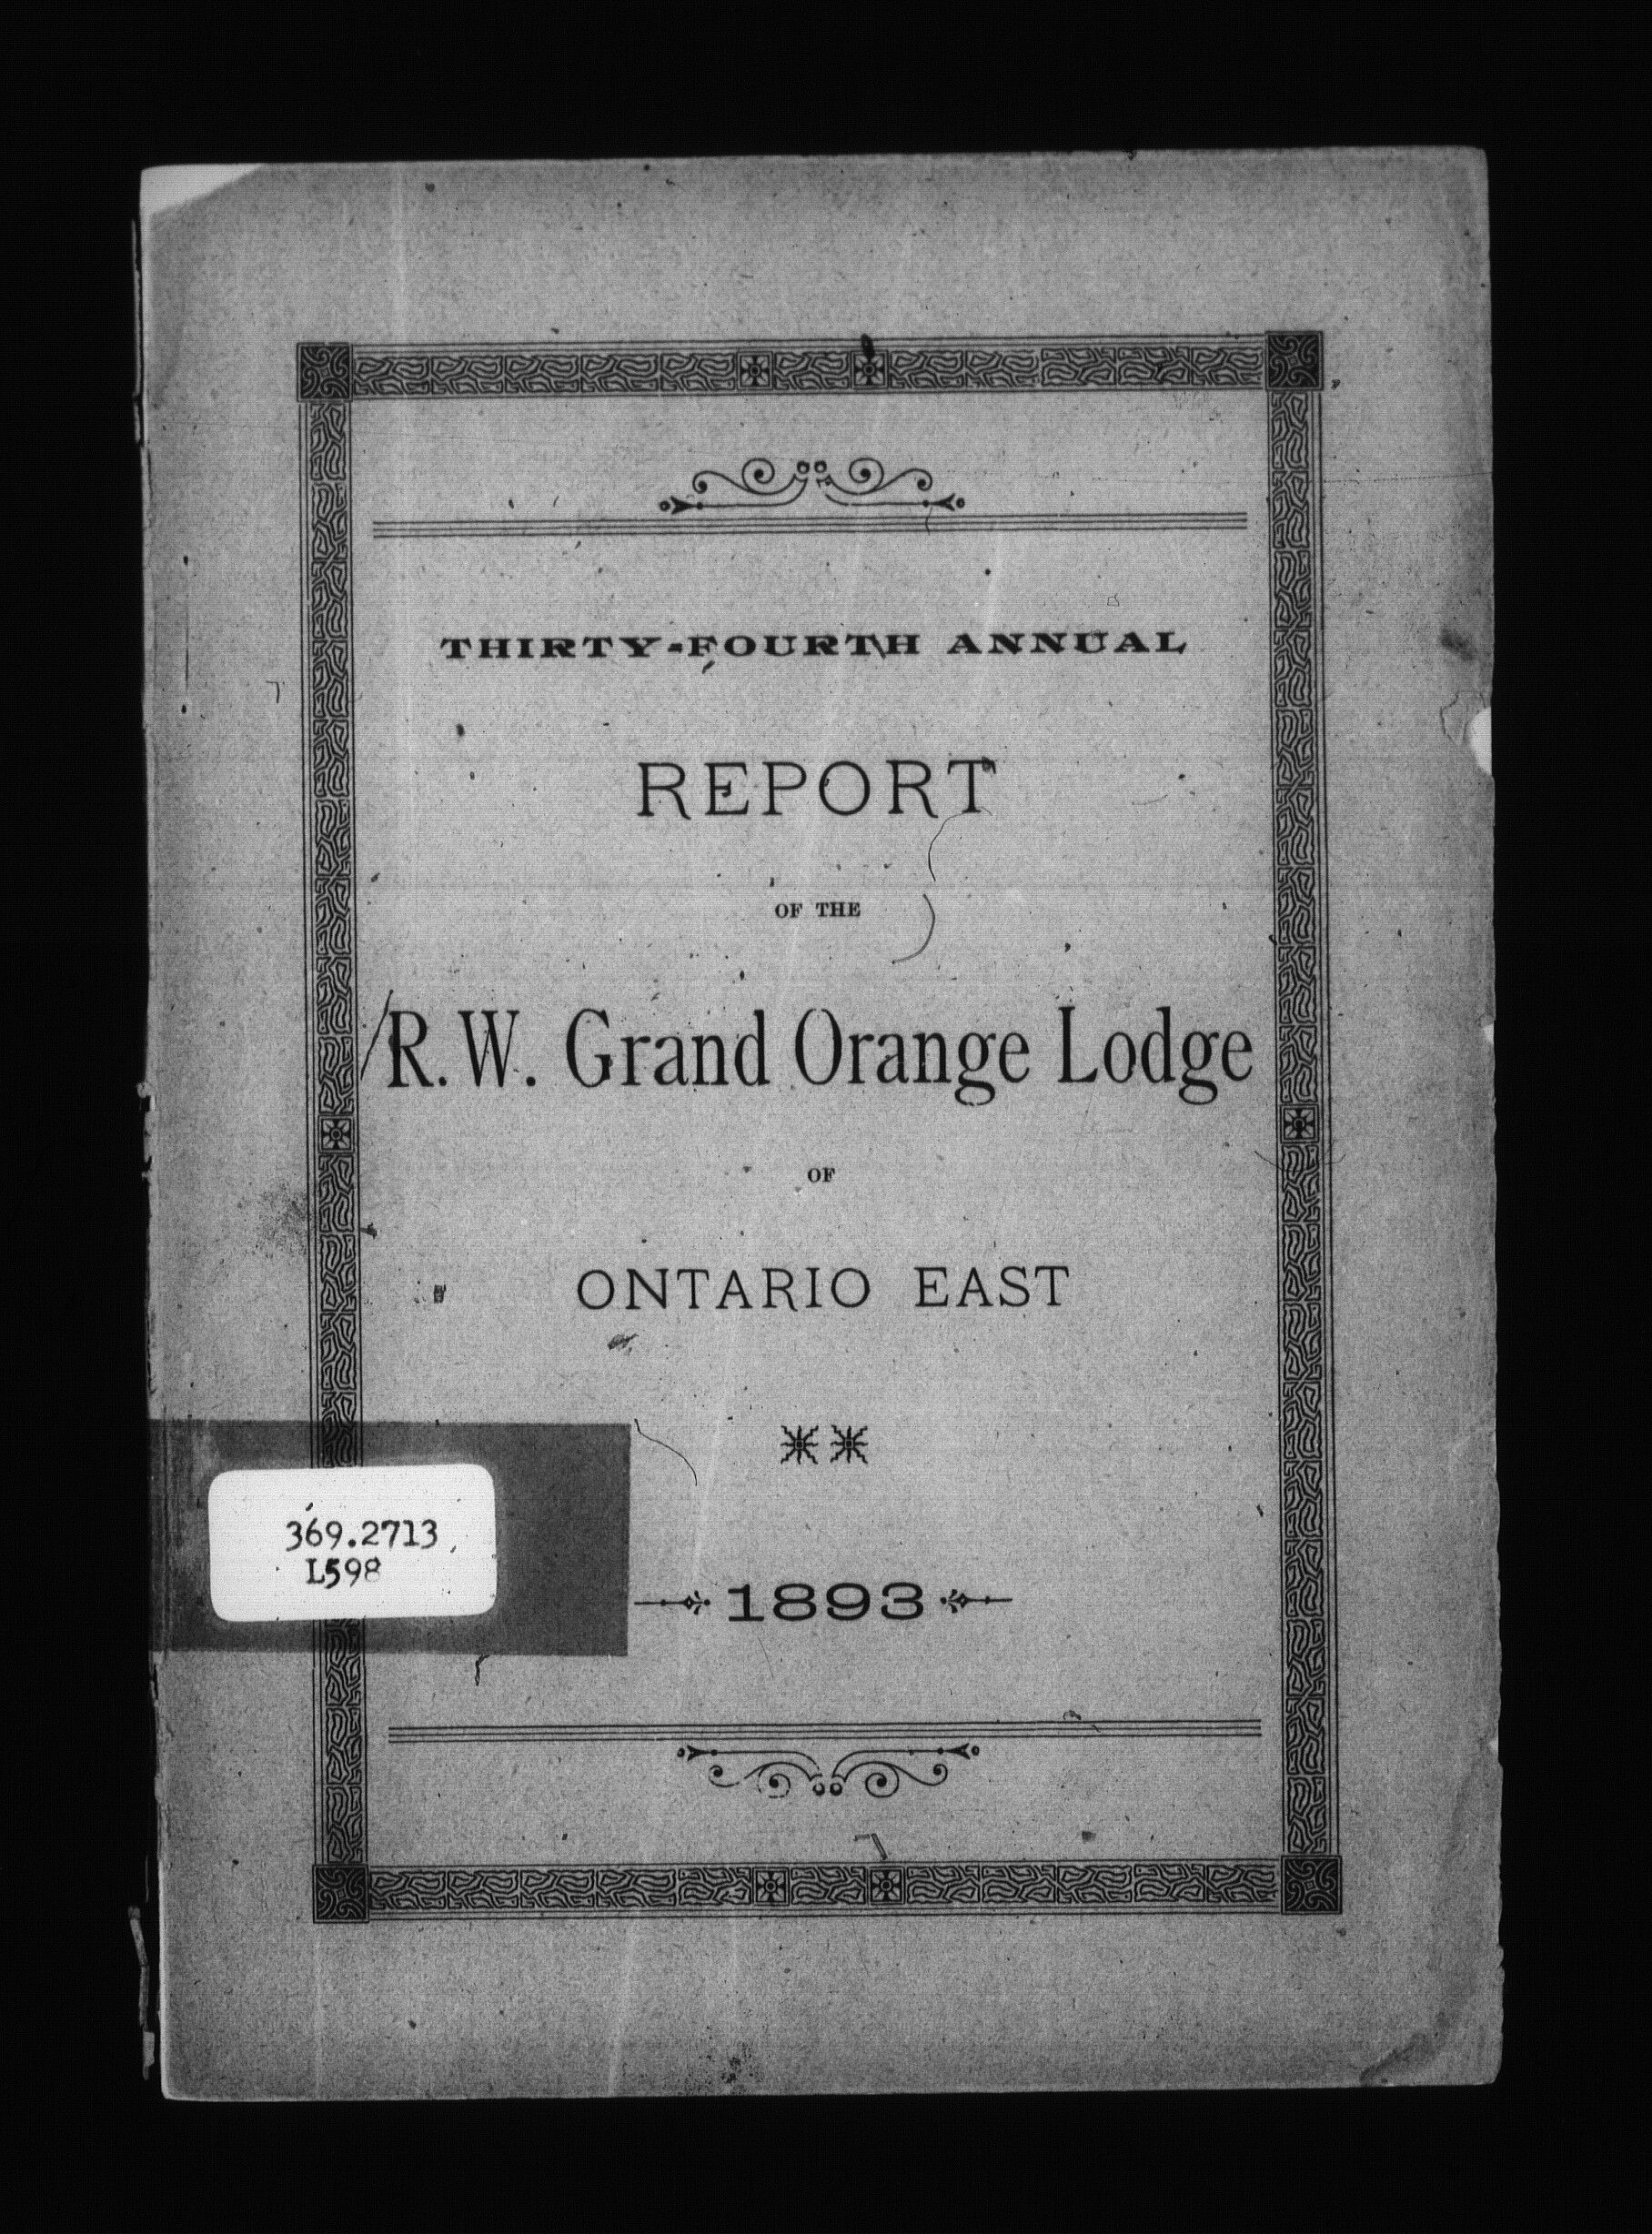 THIRTY-FOURTH ANNUAL
REPORT
OF THE
R.W. Grand Orange Lodge
OF
ONTARIO EAST
369.2713
L598
1893